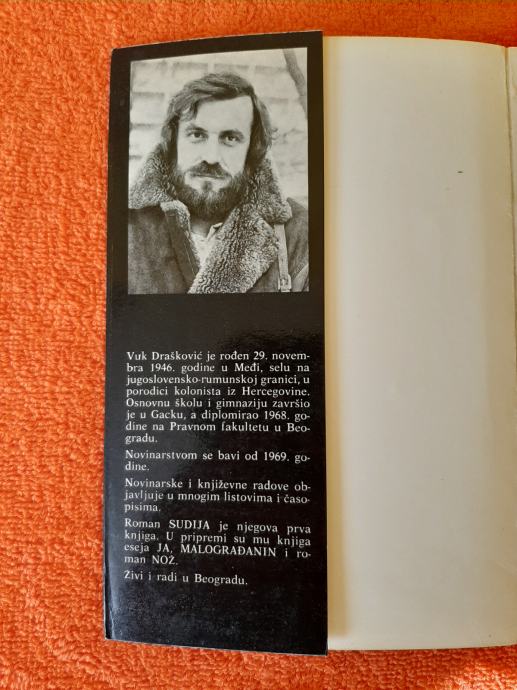 Vuk Drašković je rođen 29. novem-
bra 1946. godine u Međi, selu na
jugoslovensko-rumunskoj granici, u
porodici kolonista iz Hercegovine.
Osnovnu školu i gimnaziju završio
je u Gacku, a diplomirao 1968. go-
dine na Pravnom fakultetu u Beo-
gradu.
Novinarstvom se bavi od 1969. go-
dine.
Novinarske i književne radove ob-
javljuje u mnogim listovima i časo-
pisima.
Roman SUDIJA je njegova prva
knjiga. U pripremi su mu knjiga
eseja JA, MALOGRAĐANIN i ro-
man NOŽ.
Živi i radi u Beogradu.